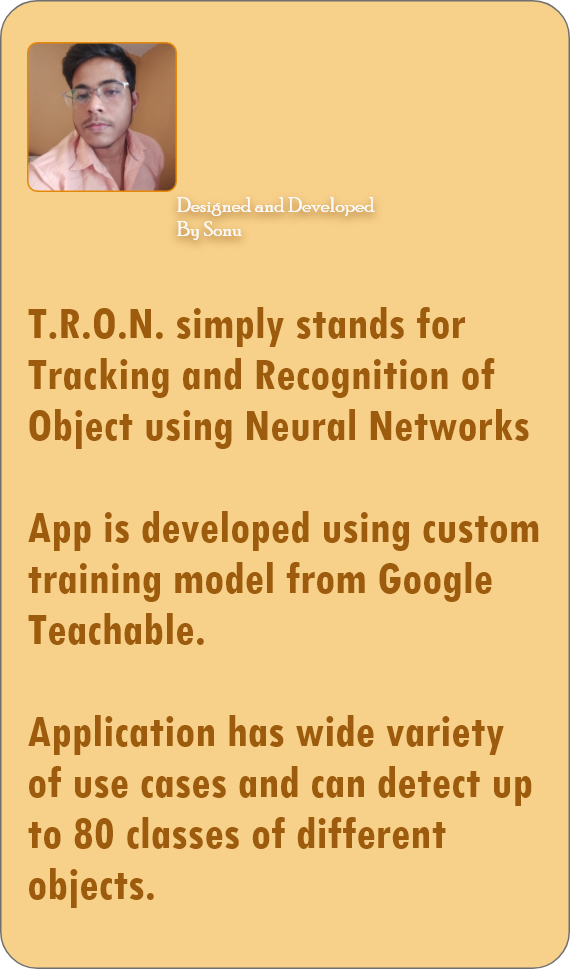 Designed and Developed
By Sonu
T.R.O.N. simply stands for
Tracking and Recognition of
Object using Neural Networks
App is developed using custom
training model from Google
Teachable.
Application has wide variety
of use cases and can detect up
to 80 classes of different
objects.